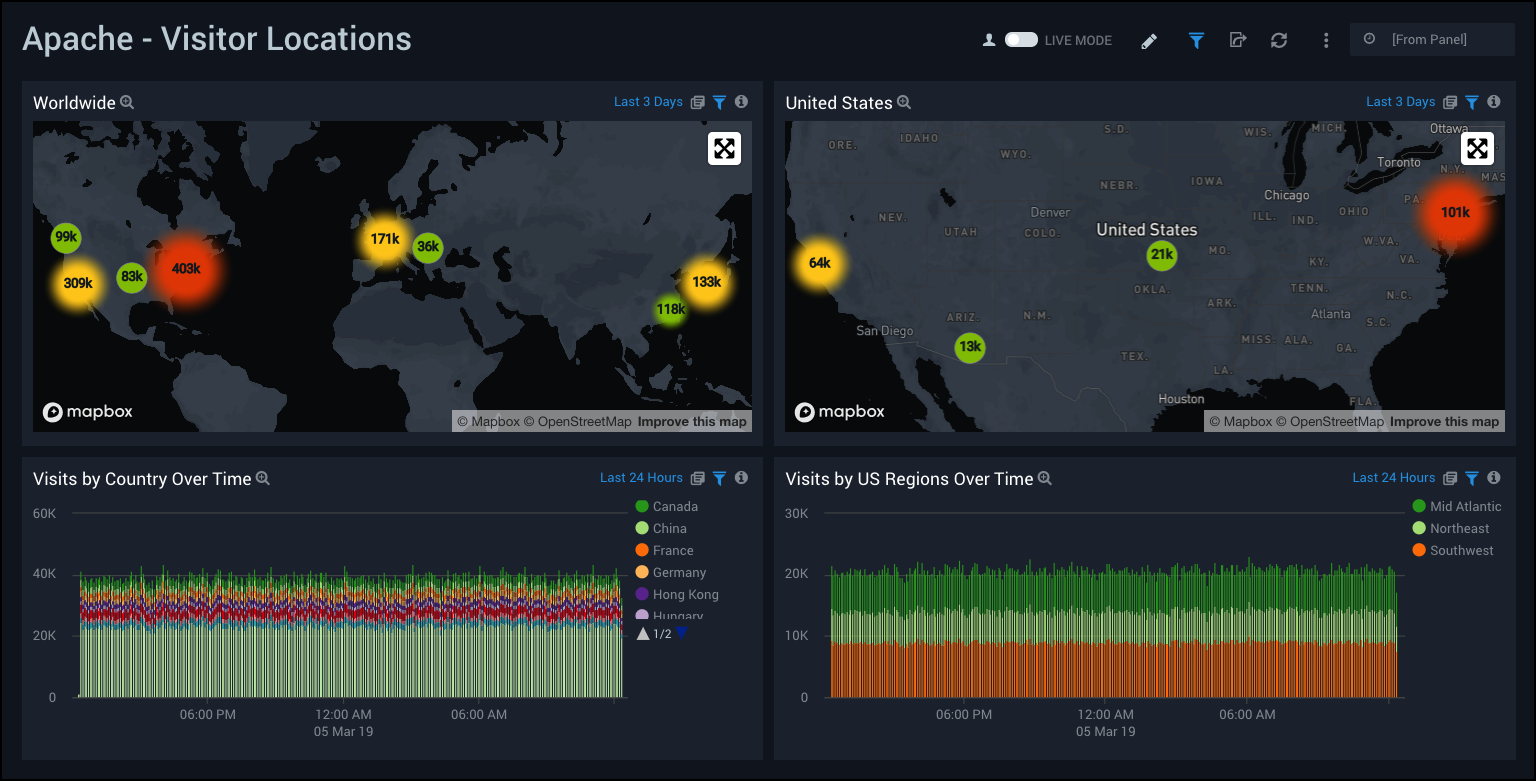 Apache - Visitor Locations
LIVE MODE
[From Panel]
Worldwide
Last 3 Days
99k
309k
83k
403k
171k
36k
133k
118k
mapbox
© Mapbox © OpenStreetMap Improve this map
United States
Last 3 Days
ORE.
IDAHO
WYO.
S.D.
WIS.
MICH.
Ottawa
Toronto
N.Y.
MAS
NEBR.
IOWA
Chicago
PA.
NEV.
UTAH
Denver
COLO.
United States
ILL.
IND.
OHIO
101k
64k
21k
MO.
W.VA.
KY.
VA.
OKLA.
TENN.
N.C.
ARIZ.
N.M.
ARK.
Atlanta
S.C.
San Diego
13k
TEX.
MISS.
ALA.
GA.
LA.
Houston
FLA.
mapbox
© Mapbox © OpenStreetMap Improve this map
Visits by Country Over Time
Last 24 Hours
60K
40K
20K
0
06:00 PM
12:00 AM
06:00 AM
05 Mar 19
Canada
China
France
Germany
Hong Kong
Hungary
1/2
Visits by US Regions Over Time
Last 24 Hours
30K
20K
10K
0
06:00 PM
12:00 AM
06:00 AM
05 Mar 19
Mid Atlantic
Northeast
Southwest